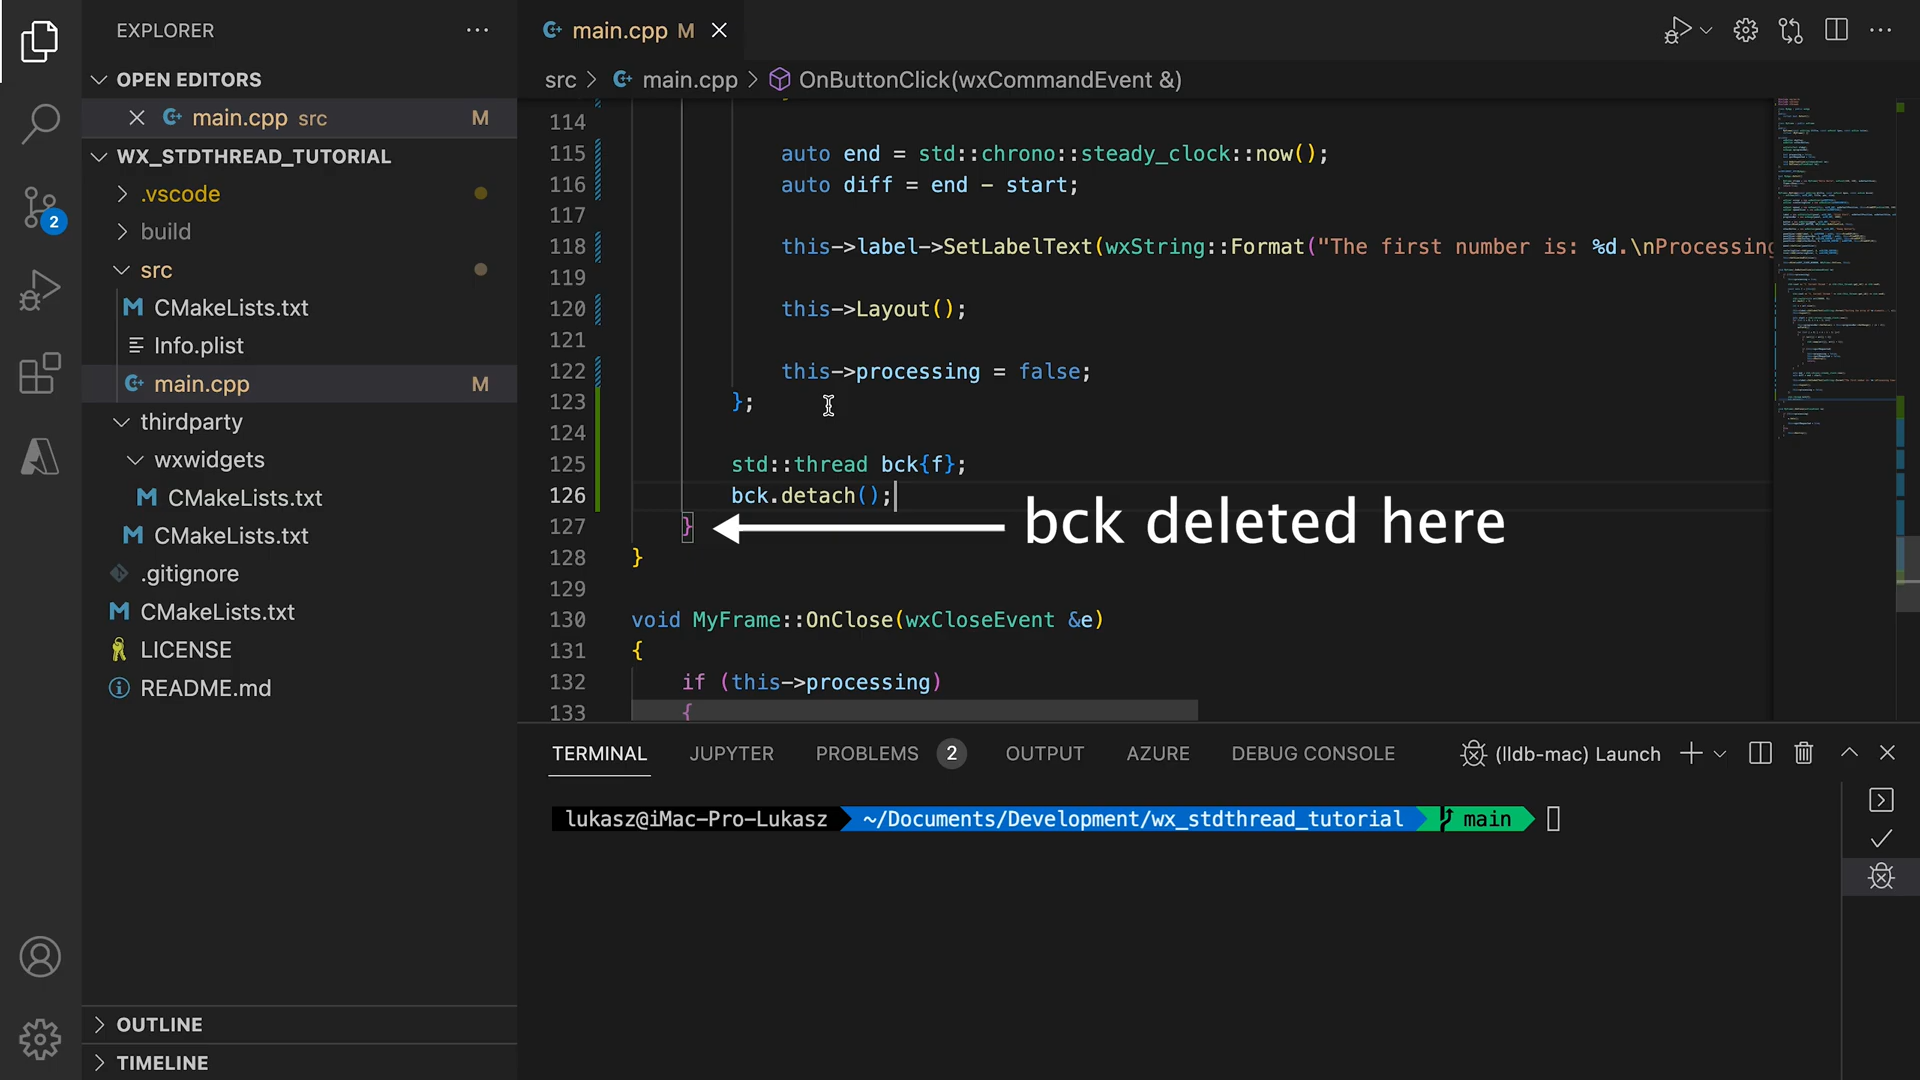 EXPLORER
OPEN EDITORS
main.cpp src M
WX_STDTHREAD_TUTORIAL
.vscode
build
src
CMakeLists.txt
Info.plist
main.cpp M
thirdparty
wxwidgets
CMakeLists.txt
CMakeLists.txt
.gitignore
CMakeLists.txt
LICENSE
README.md
OUTLINE
TIMELINE
2
main.cpp M
src > main.cpp > OnButtonClick(wxCommandEvent &)
114
115 auto end = std::chrono::steady_clock::now();
116 auto diff = end - start;
117
118 this->label->SetLabelText(wxString::Format("The first number is: %d.\nProcessing
119
120 this->Layout();
121
122 this->processing = false;
123 };
124
125 std::thread bck{f};
126 bck.detach();
127 }
bck deleted here
128 }
129
130 void MyFrame::OnClose(wxCloseEvent &e)
131 {
132 if (this->processing)
133 {
TERMINAL JUPYTER PROBLEMS 2 OUTPUT AZURE DEBUG CONSOLE (lldb-mac) Launch
lukasz@iMac-Pro-Lukasz ~/Documents/Development/wx_stdthread_tutorial main